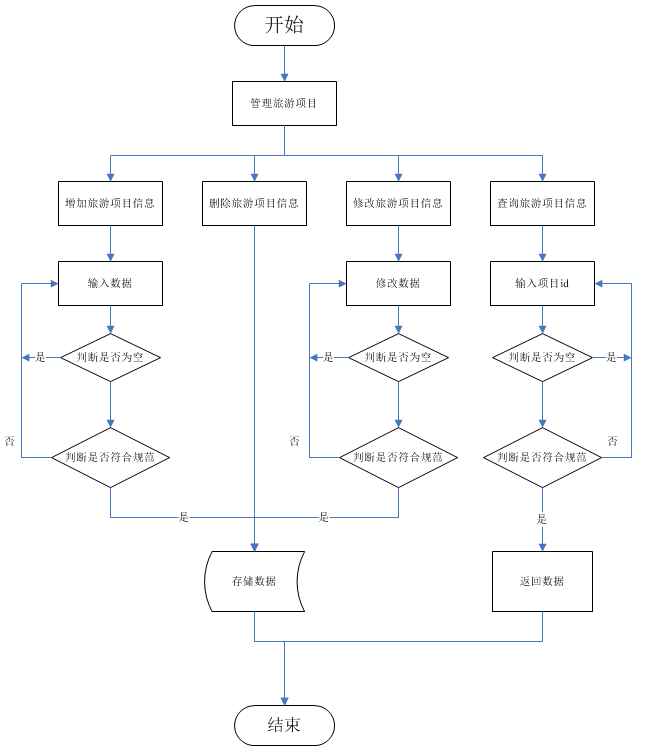 开始
管理旅游项目
增加旅游项目信息
删除旅游项目信息
修改旅游项目信息
查询旅游项目信息
输入数据
修改数据
输入项目id
是
判断是否为空
是
判断是否为空
判断是否为空
是
否
否
否
判断是否符合规范
判断是否符合规范
判断是否符合规范
是
是
是
存储数据
返回数据
结束